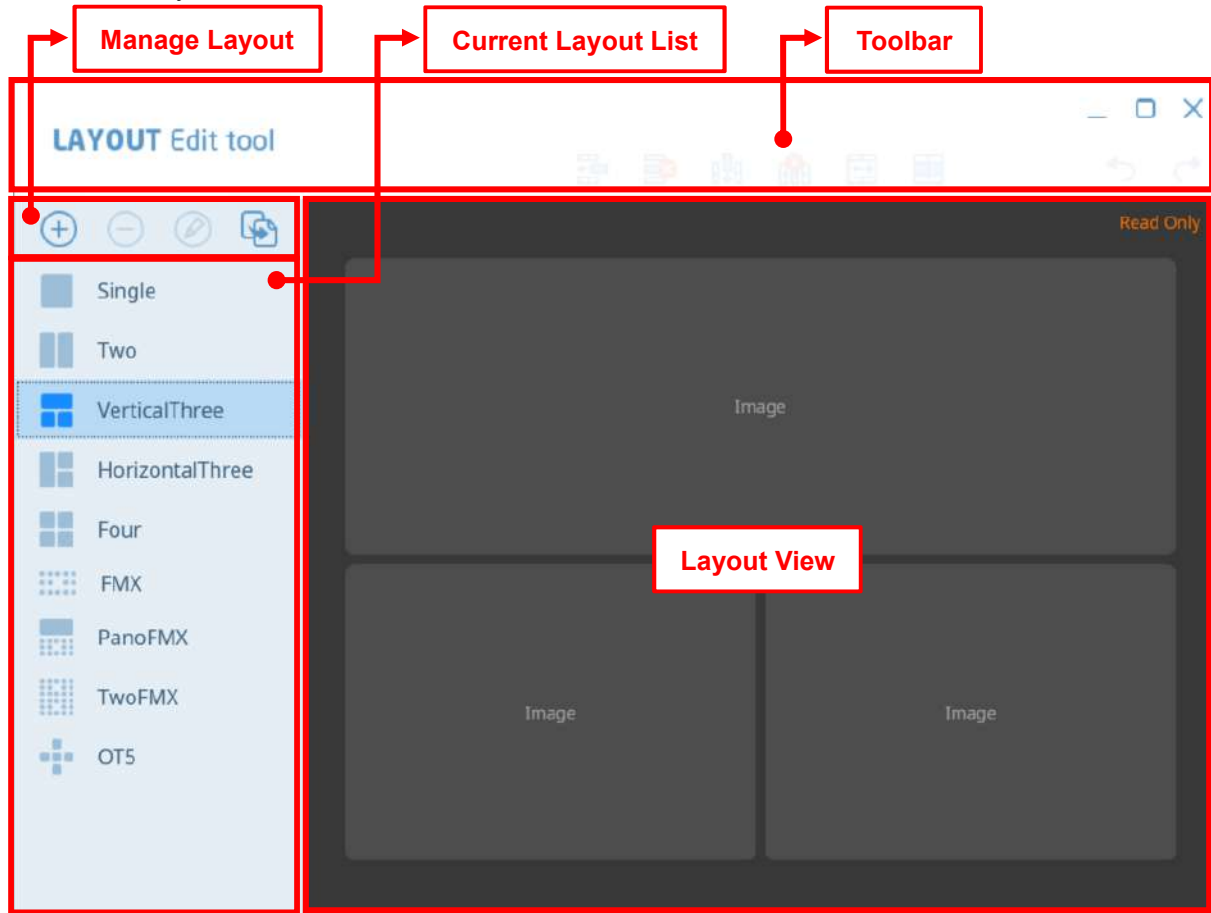 Manage Layout
Current Layout List
Toolbar
LAYOUT Edit tool
Read Only
Single
Two
VerticalThree
HorizontalThree
Four
FMX
PanoFMX
TwoFMX
OT5
Image
Layout View
Image
Image